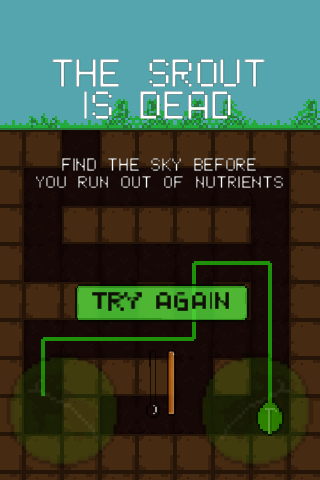 THE SROUT
IS DEAD
FIND THE SKY BEFORE
YOU RUN OUT OF NUTRIENTS
TRY AGAIN